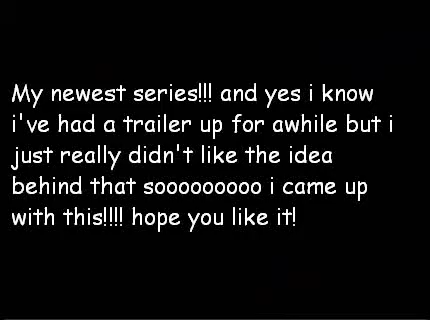 My newest series!!! and yes i know
i've had a trailer up for awhile but i
just really didn't like the idea
behind that sooooooooo i came up
with this!!!! hope you like it!